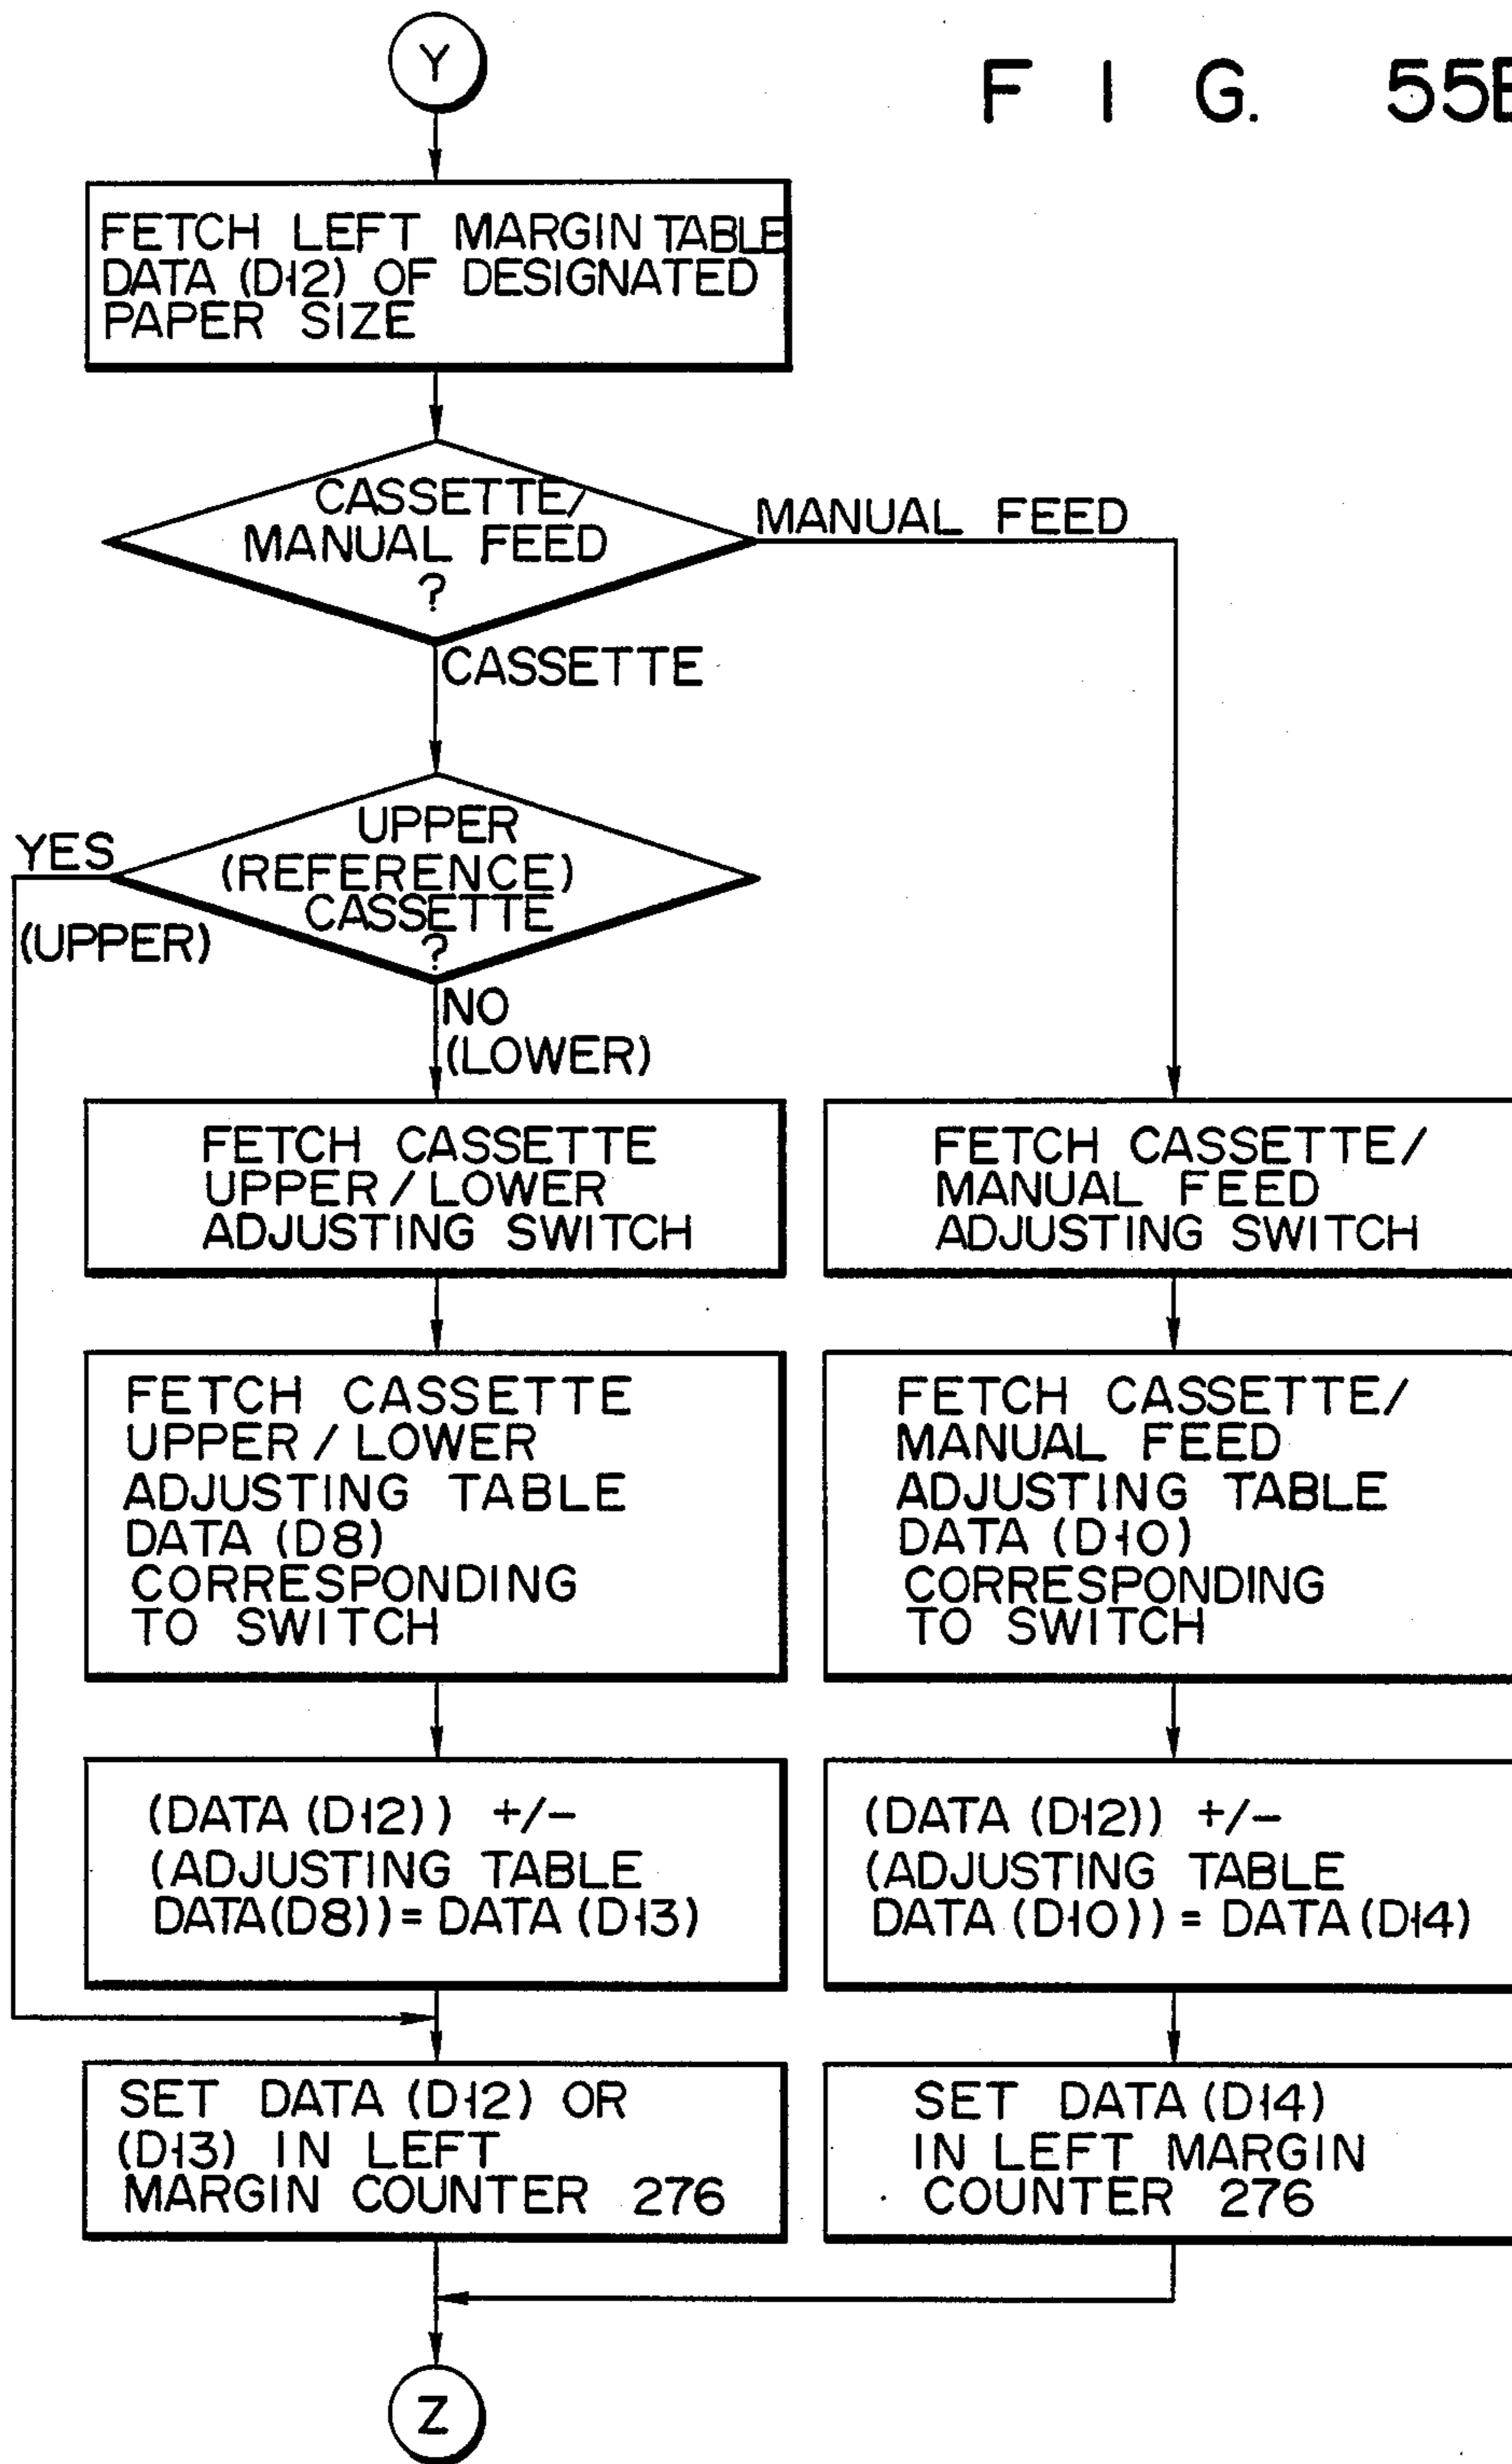 Y
F I G. 55B
FETCH LEFT MARGIN TABLE
DATA (D12) OF DESIGNATED
PAPER SIZE
CASSETTE/
MANUAL FEED
?
MANUAL FEED
CASSETTE
UPPER
(REFERENCE)
CASSETTE
?
YES
(UPPER)
NO
(LOWER)
FETCH CASSETTE
UPPER/LOWER
ADJUSTING SWITCH
FETCH CASSETTE/
MANUAL FEED
ADJUSTING SWITCH
FETCH CASSETTE
UPPER/LOWER
ADJUSTING TABLE
DATA (D8)
CORRESPONDING
TO SWITCH
FETCH CASSETTE/
MANUAL FEED
ADJUSTING TABLE
DATA (D10)
CORRESPONDING
TO SWITCH
(DATA (D12)) +/-
(ADJUSTING TABLE
DATA(D8)) = DATA (D13)
(DATA (D12)) +/-
(ADJUSTING TABLE
DATA (D10)) = DATA(D14)
SET DATA (D12) OR
(D13) IN LEFT
MARGIN COUNTER 276
SET DATA (D14)
IN LEFT MARGIN
COUNTER 276
Z